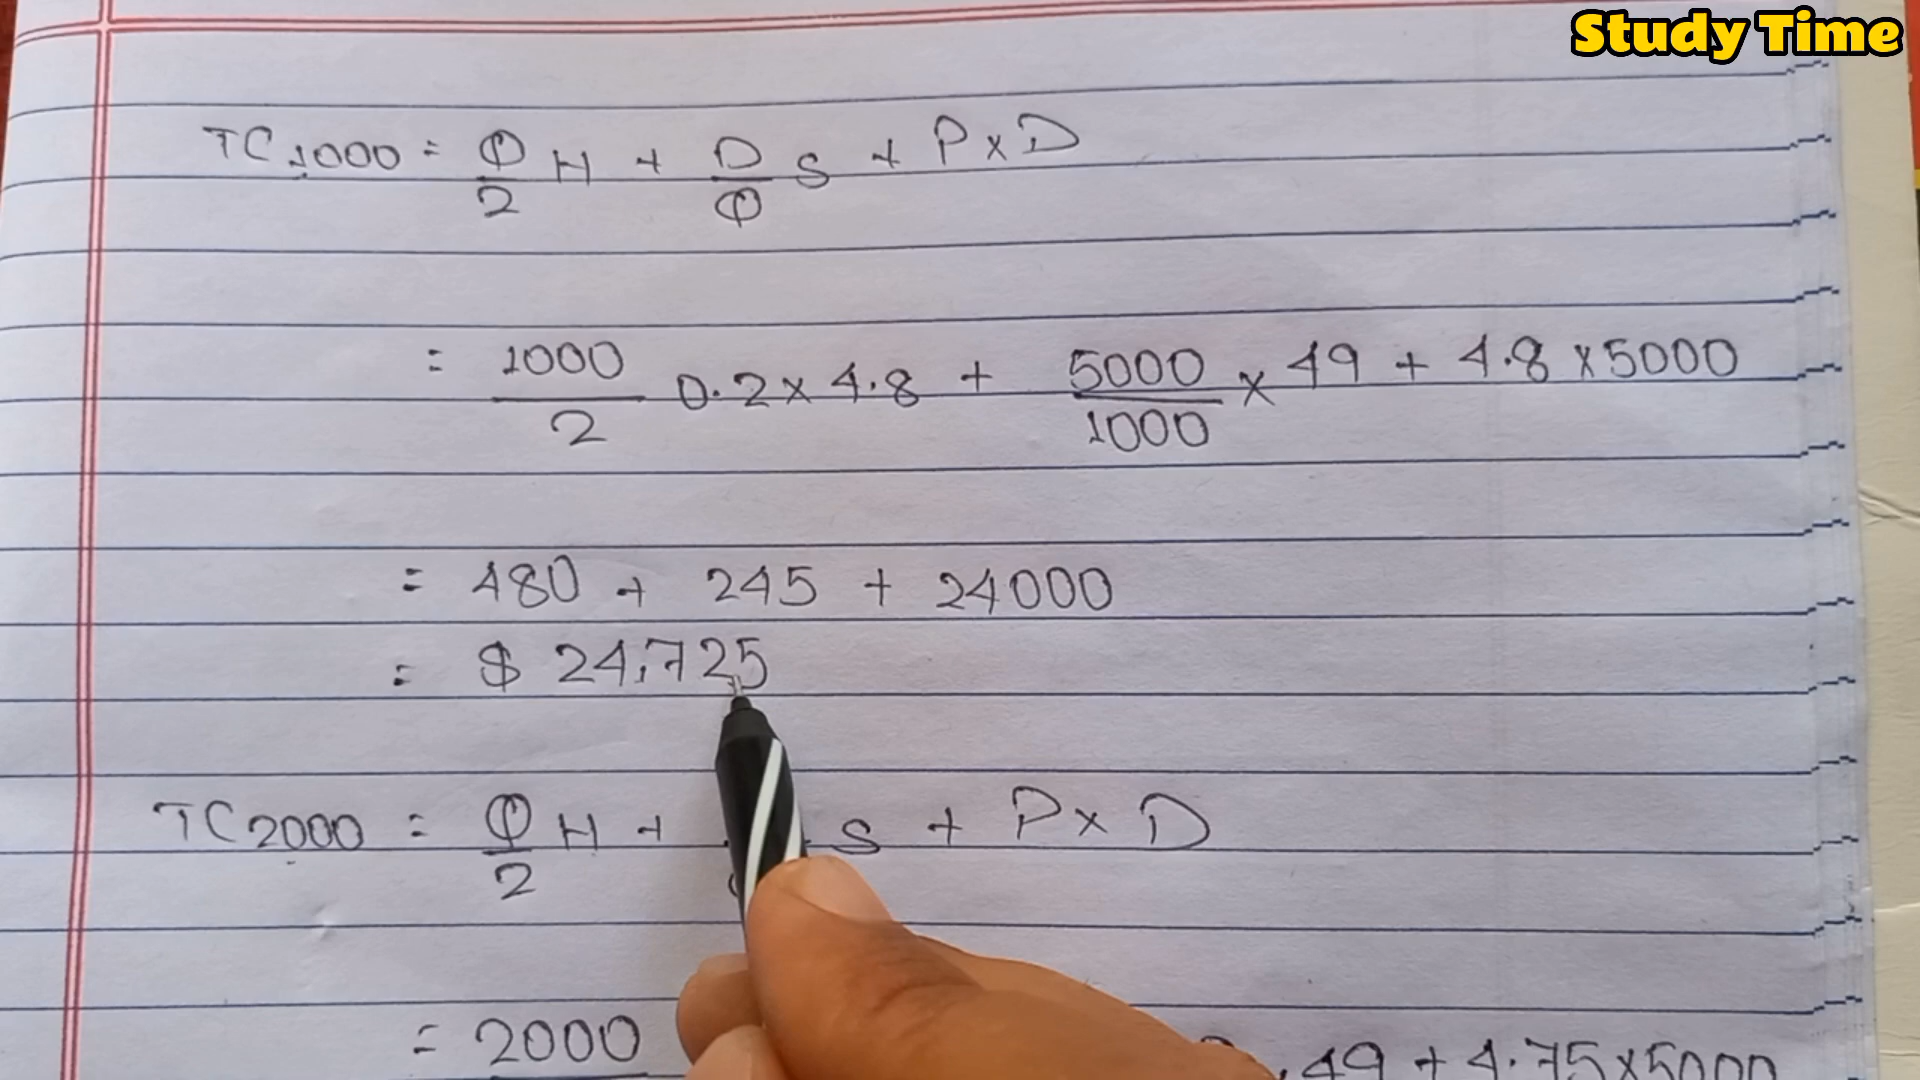 Study Time
TC1000 = Q/2 H + D/Q S + P x D
= 1000/2 0.2 x 4.8 + 5000/1000 x 49 + 4.8 x 5000
= 480 + 245 + 24000
= $ 24,725
TC2000 = Q/2 H + S + P x D
= 2000 49 + 4.75 x 5000